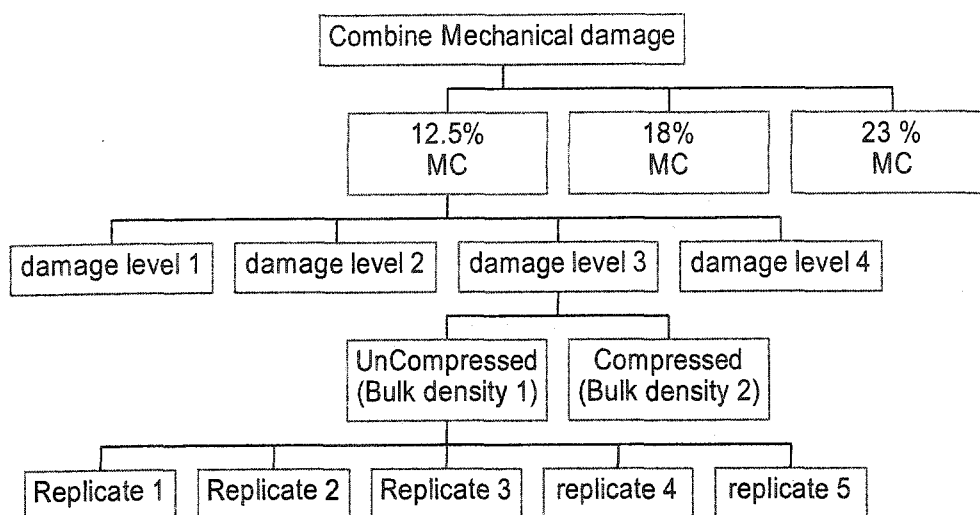 Combine Mechanical damage
12.5%
MC
18%
MC
23 %
MC
damage level 1
damage level 2
damage level 3
damage level 4
UnCompressed
(Bulk density 1)
Compressed
(Bulk density 2)
Replicate 1
Replicate 2
Replicate 3
replicate 4
replicate 5